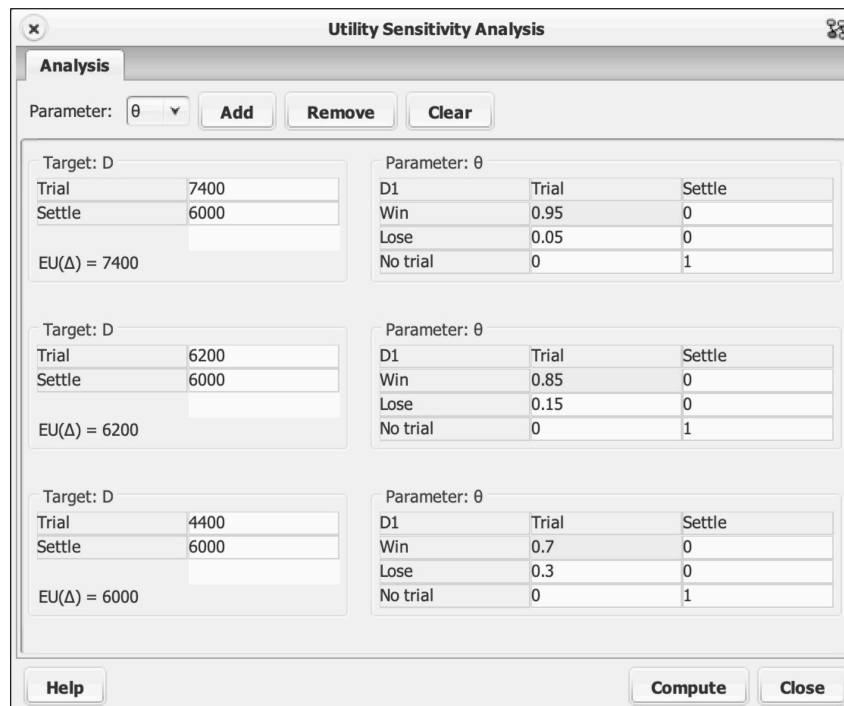 Utility Sensitivity Analysis
Analysis
Parameter: θ Add Remove Clear
Target: D
Trial 7400
Settle 6000
EU(Δ) = 7400
Parameter: θ
D1 Trial Settle
Win 0.95 0
Lose 0.05 0
No trial 0 1
Target: D
Trial 6200
Settle 6000
EU(Δ) = 6200
Parameter: θ
D1 Trial Settle
Win 0.85 0
Lose 0.15 0
No trial 0 1
Target: D
Trial 4400
Settle 6000
EU(Δ) = 6000
Parameter: θ
D1 Trial Settle
Win 0.7 0
Lose 0.3 0
No trial 0 1
Help Compute Close